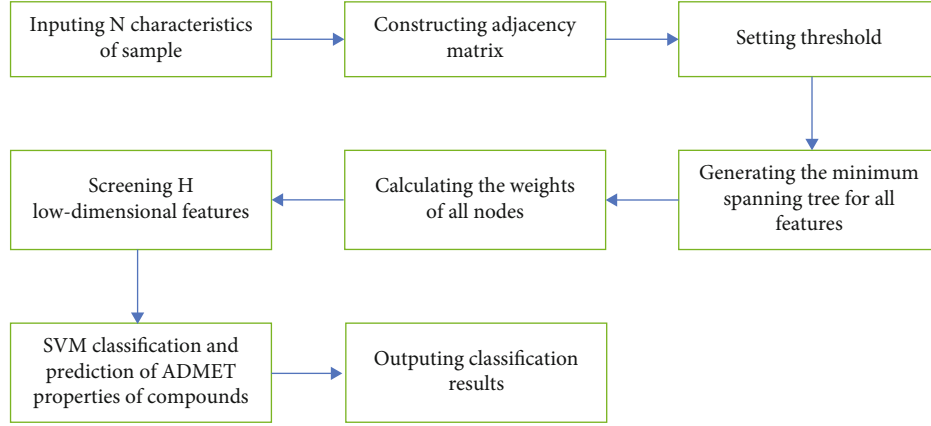 Inputing N characteristics
of sample
Constructing adjacency
matrix
Setting threshold
Generating the minimum
spanning tree for all
features
Calculating the weights
of all nodes
Screening H
low-dimensional features
SVM classification and
prediction of ADMET
properties of compounds
Outputing classification
results